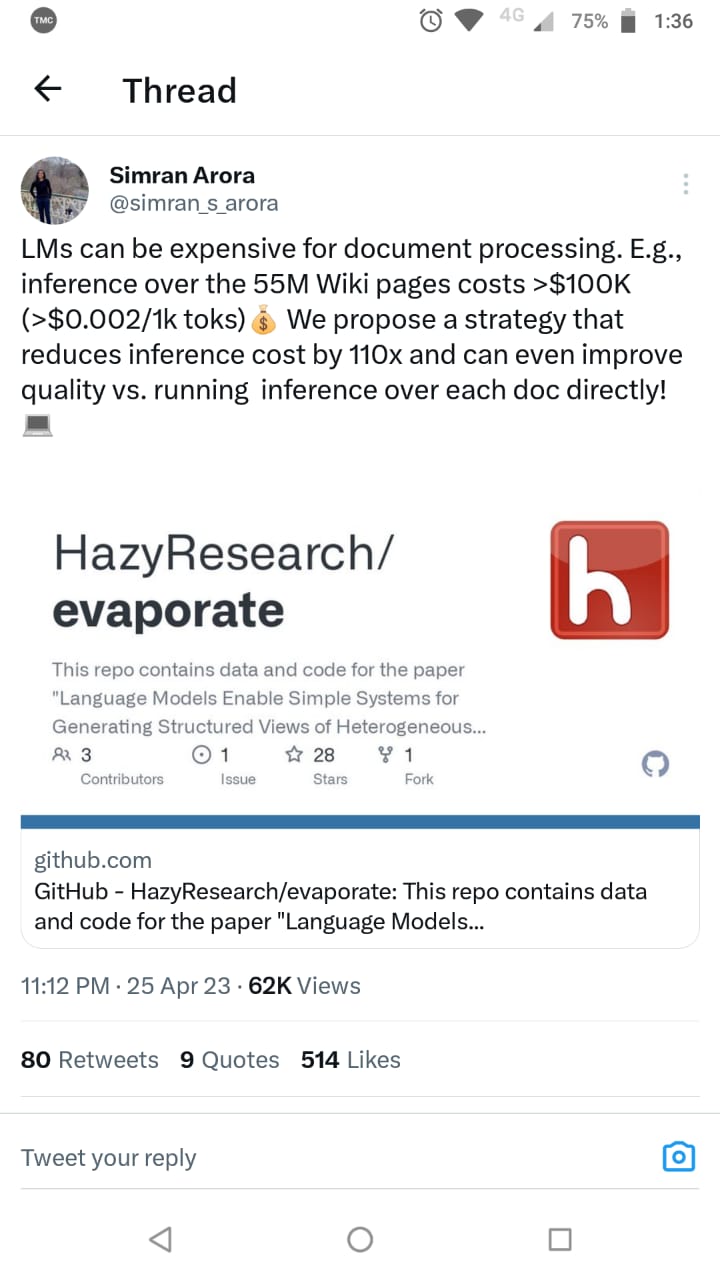 TMC 4G 75% 1:36
Thread
Simran Arora
@simran_s_arora
LMs can be expensive for document processing. E.g.,
inference over the 55M Wiki pages costs >$100K
(>$0.002/1k toks)💰 We propose a strategy that
reduces inference cost by 110x and can even improve
quality vs. running inference over each doc directly!
💻
HazyResearch/
evaporate
h
This repo contains data and code for the paper
"Language Models Enable Simple Systems for
Generating Structured Views of Heterogeneous...
3 1 28 1
Contributors Issue Stars Fork
github.com
GitHub - HazyResearch/evaporate: This repo contains data
and code for the paper "Language Models...
11:12 PM · 25 Apr 23 · 62K Views
80 Retweets 9 Quotes 514 Likes
Tweet your reply